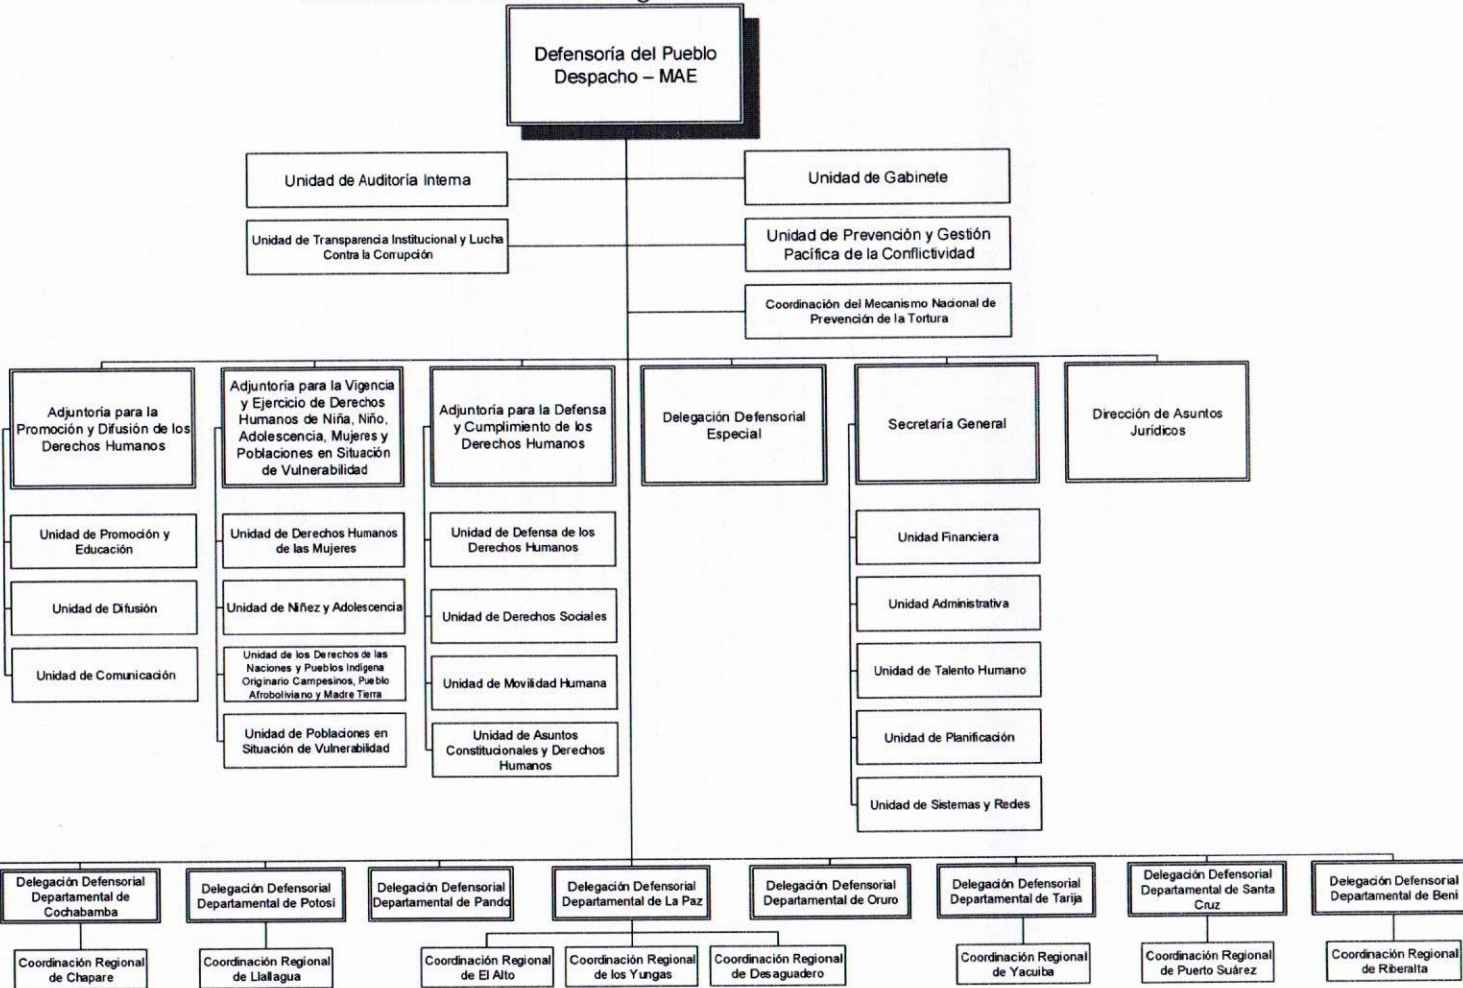 Defensoría del Pueblo
Despacho – MAE
Unidad de Auditoría Interna
Unidad de Gabinete
Unidad de Transparencia Institucional y Lucha
Contra la Corrupción
Unidad de Prevención y Gestión
Pacífica de la Conflictividad
Coordinación del Mecanismo Nacional de
Prevención de la Tortura
Adjuntoría para la
Promoción y Difusión de los
Derechos Humanos
Adjuntoría para la Vigencia
y Ejercicio de Derechos
Humanos de Niña, Niño,
Adolescencia, Mujeres y
Poblaciones en Situación
de Vulnerabilidad
Adjuntoría para la Defensa
y Cumplimiento de los
Derechos Humanos
Delegación Defensorial
Especial
Secretaría General
Dirección de Asuntos
Jurídicos
Unidad de Promoción y
Educación
Unidad de Difusión
Unidad de Comunicación
Unidad de Derechos Humanos
de las Mujeres
Unidad de Niñez y Adolescencia
Unidad de los Derechos de las
Naciones y Pueblos Indígena
Originario Campesinos, Pueblo
Afroboliviano y Madre Tierra
Unidad de Poblaciones en
Situación de Vulnerabilidad
Unidad de Defensa de los
Derechos Humanos
Unidad de Derechos Sociales
Unidad de Movilidad Humana
Unidad de Asuntos
Constitucionales y Derechos
Humanos
Unidad Financiera
Unidad Administrativa
Unidad de Talento Humano
Unidad de Planificación
Unidad de Sistemas y Redes
Delegación Defensorial
Departamental de
Cochabamba
Delegación Defensorial
Departamental de Potosí
Delegación Defensorial
Departamental de Pando
Delegación Defensorial
Departamental de La Paz
Delegación Defensorial
Departamental de Oruro
Delegación Defensorial
Departamental de Tarija
Delegación Defensorial
Departamental de Santa
Cruz
Delegación Defensorial
Departamental de Beni
Coordinación Regional
de Chapare
Coordinación Regional
de Llallagua
Coordinación Regional
de El Alto
Coordinación Regional
de los Yungas
Coordinación Regional
de Desaguadero
Coordinación Regional
de Yacuiba
Coordinación Regional
de Puerto Suárez
Coordinación Regional
de Riberalta